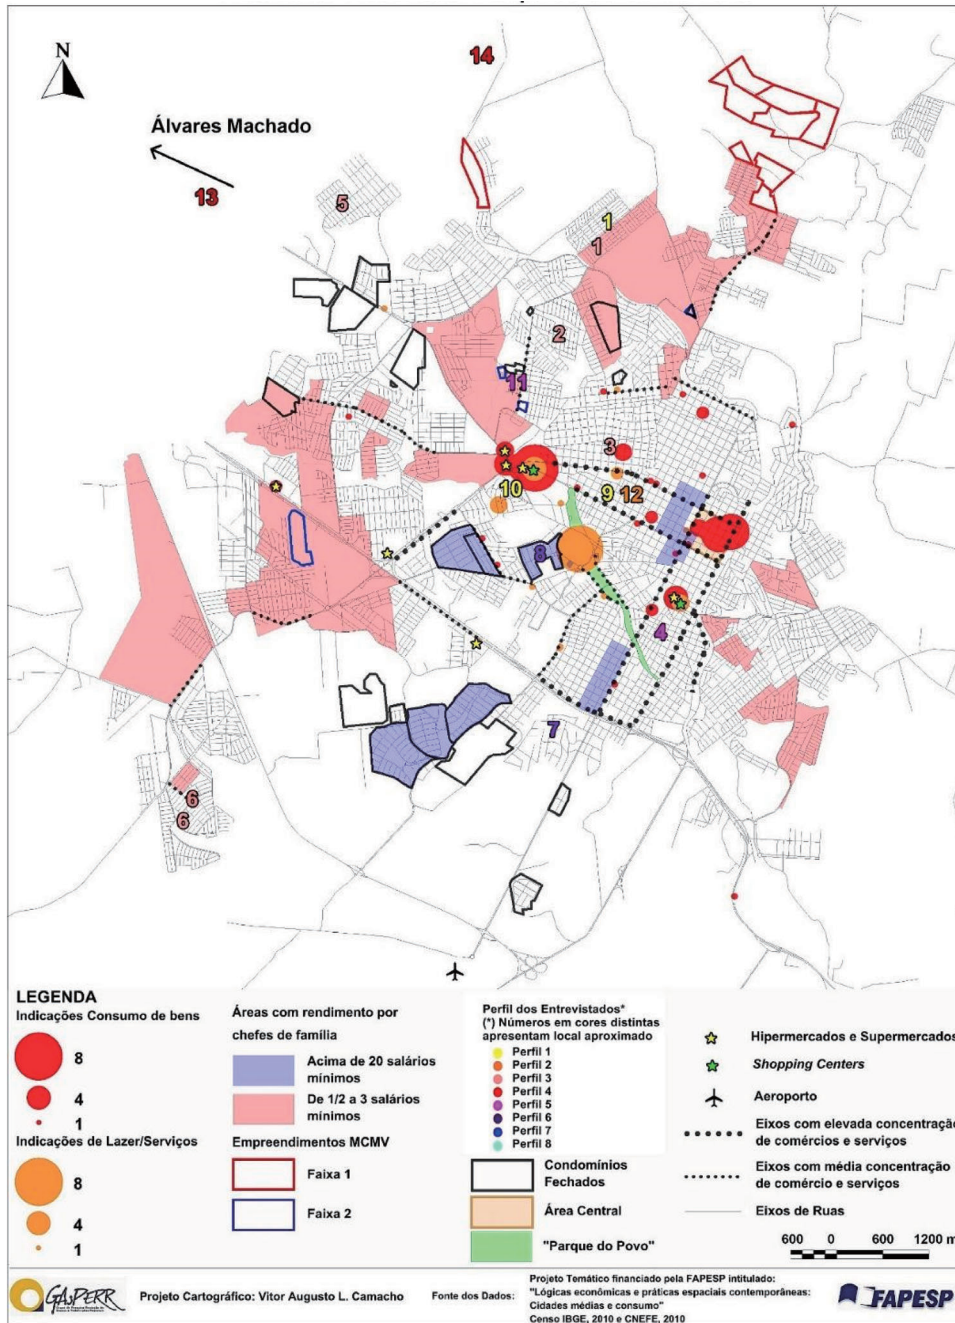 N
14
Álvares Machado
13
5
1
1
2
11
3
10
9 12
8
4
7
6
6
LEGENDA
Indicações Consumo de bens
8
4
1
Indicações de Lazer/Serviços
8
4
1
Áreas com rendimento por
chefes de família
Acima de 20 salários
mínimos
De 1/2 a 3 salários
mínimos
Empreendimentos MCMV
Faixa 1
Faixa 2
Perfil dos Entrevistados*
(*) Números em cores distintas
apresentam local aproximado
Perfil 1
Perfil 2
Perfil 3
Perfil 4
Perfil 5
Perfil 6
Perfil 7
Perfil 8
Condomínios
Fechados
Área Central
"Parque do Povo"
Hipermercados e Supermercados
Shopping Centers
Aeroporto
Eixos com elevada concentração
de comércios e serviços
Eixos com média concentração
de comércio e serviços
Eixos de Ruas
600 0 600 1200 m
GAsPERR
Projeto Cartográfico: Vitor Augusto L. Camacho
Fonte dos Dados:
Projeto Temático financiado pela FAPESP intitulado:
"Lógicas econômicas e práticas espaciais contemporâneas:
Cidades médias e consumo"
Censo IBGE, 2010 e CNEFE, 2010
FAPESP